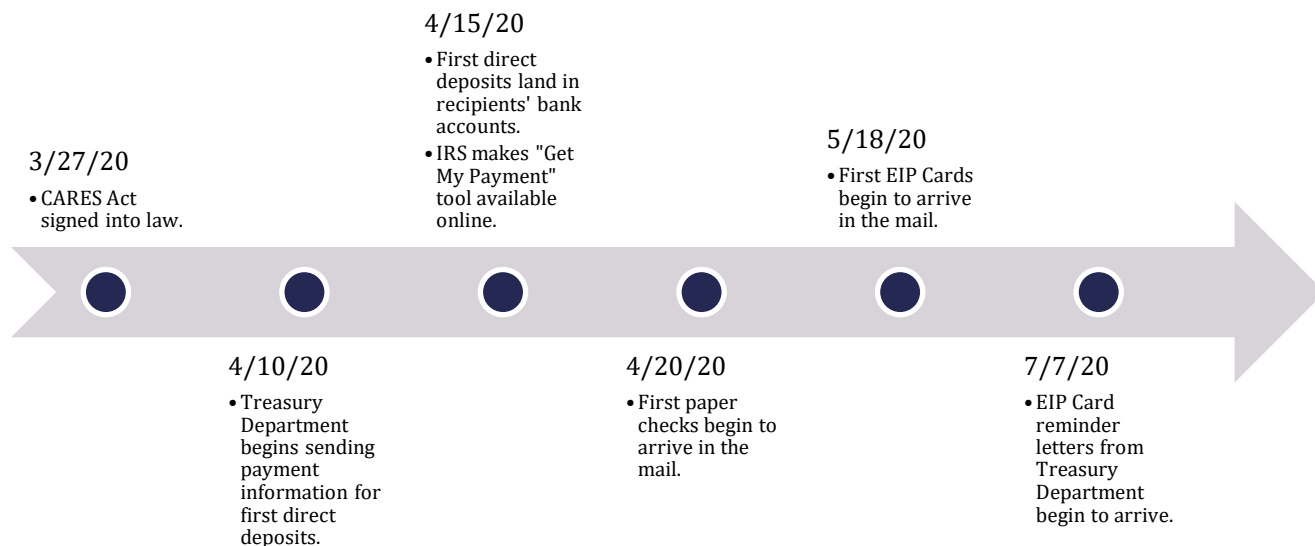 3/27/20
• CARES Act
signed into law.
4/10/20
• Treasury
Department
begins sending
payment
information for
first direct
deposits.
4/15/20
• First direct
deposits land in
recipients' bank
accounts.
• IRS makes "Get
My Payment"
tool available
online.
4/20/20
• First paper
checks begin to
arrive in the
mail.
5/18/20
• First EIP Cards
begin to arrive
in the mail.
7/7/20
• EIP Card
reminder
letters from
Treasury
Department
begin to arrive.